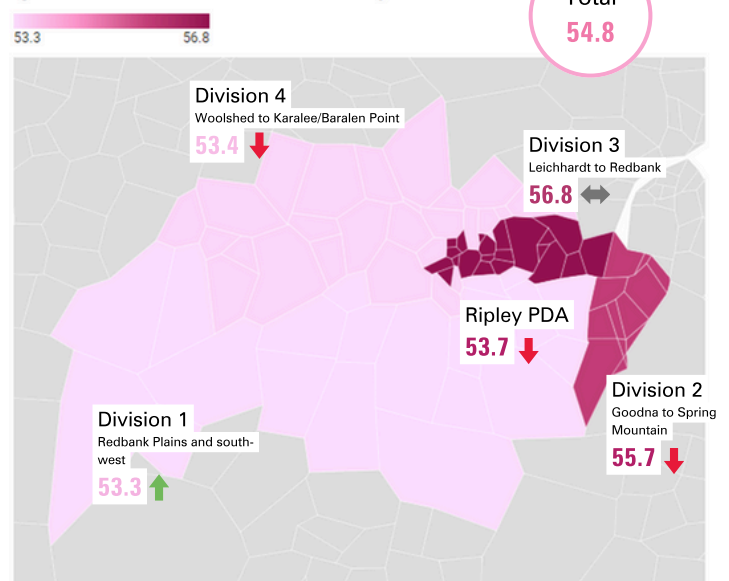 Total
54.8
53.3
56.8
Division 4
Woolshed to Karalee/Baralen Point
53.4
Division 3
Leichhardt to Redbank
56.8
Ripley PDA
53.7
Division 2
Goodna to Spring
Mountain
55.7
Division 1
Redbank Plains and south-
west
53.3